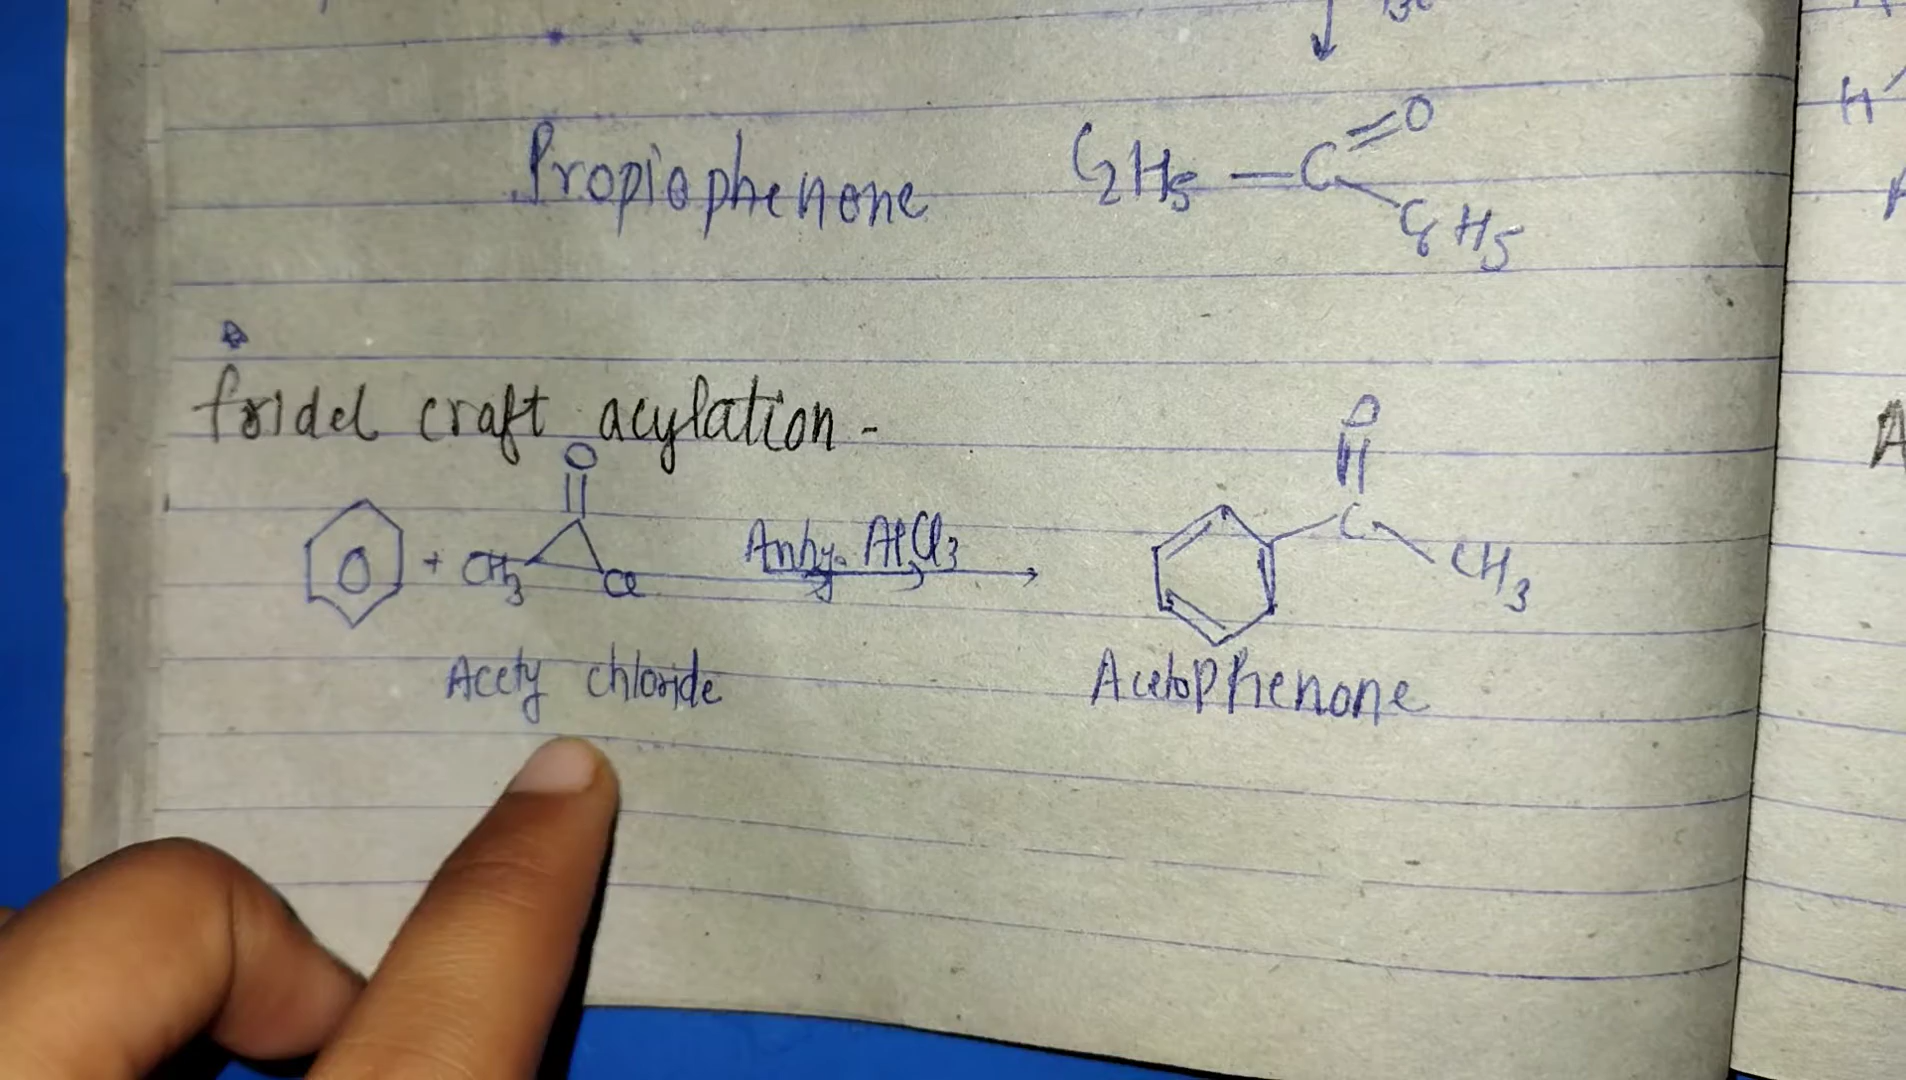 O
Propiophenone C2H5 — C
C6H5
H
fridel craft acylation -
O
O
+ CH3 Cl Anhy. AlCl3 C CH3
Acety chloride Acetophenone
A